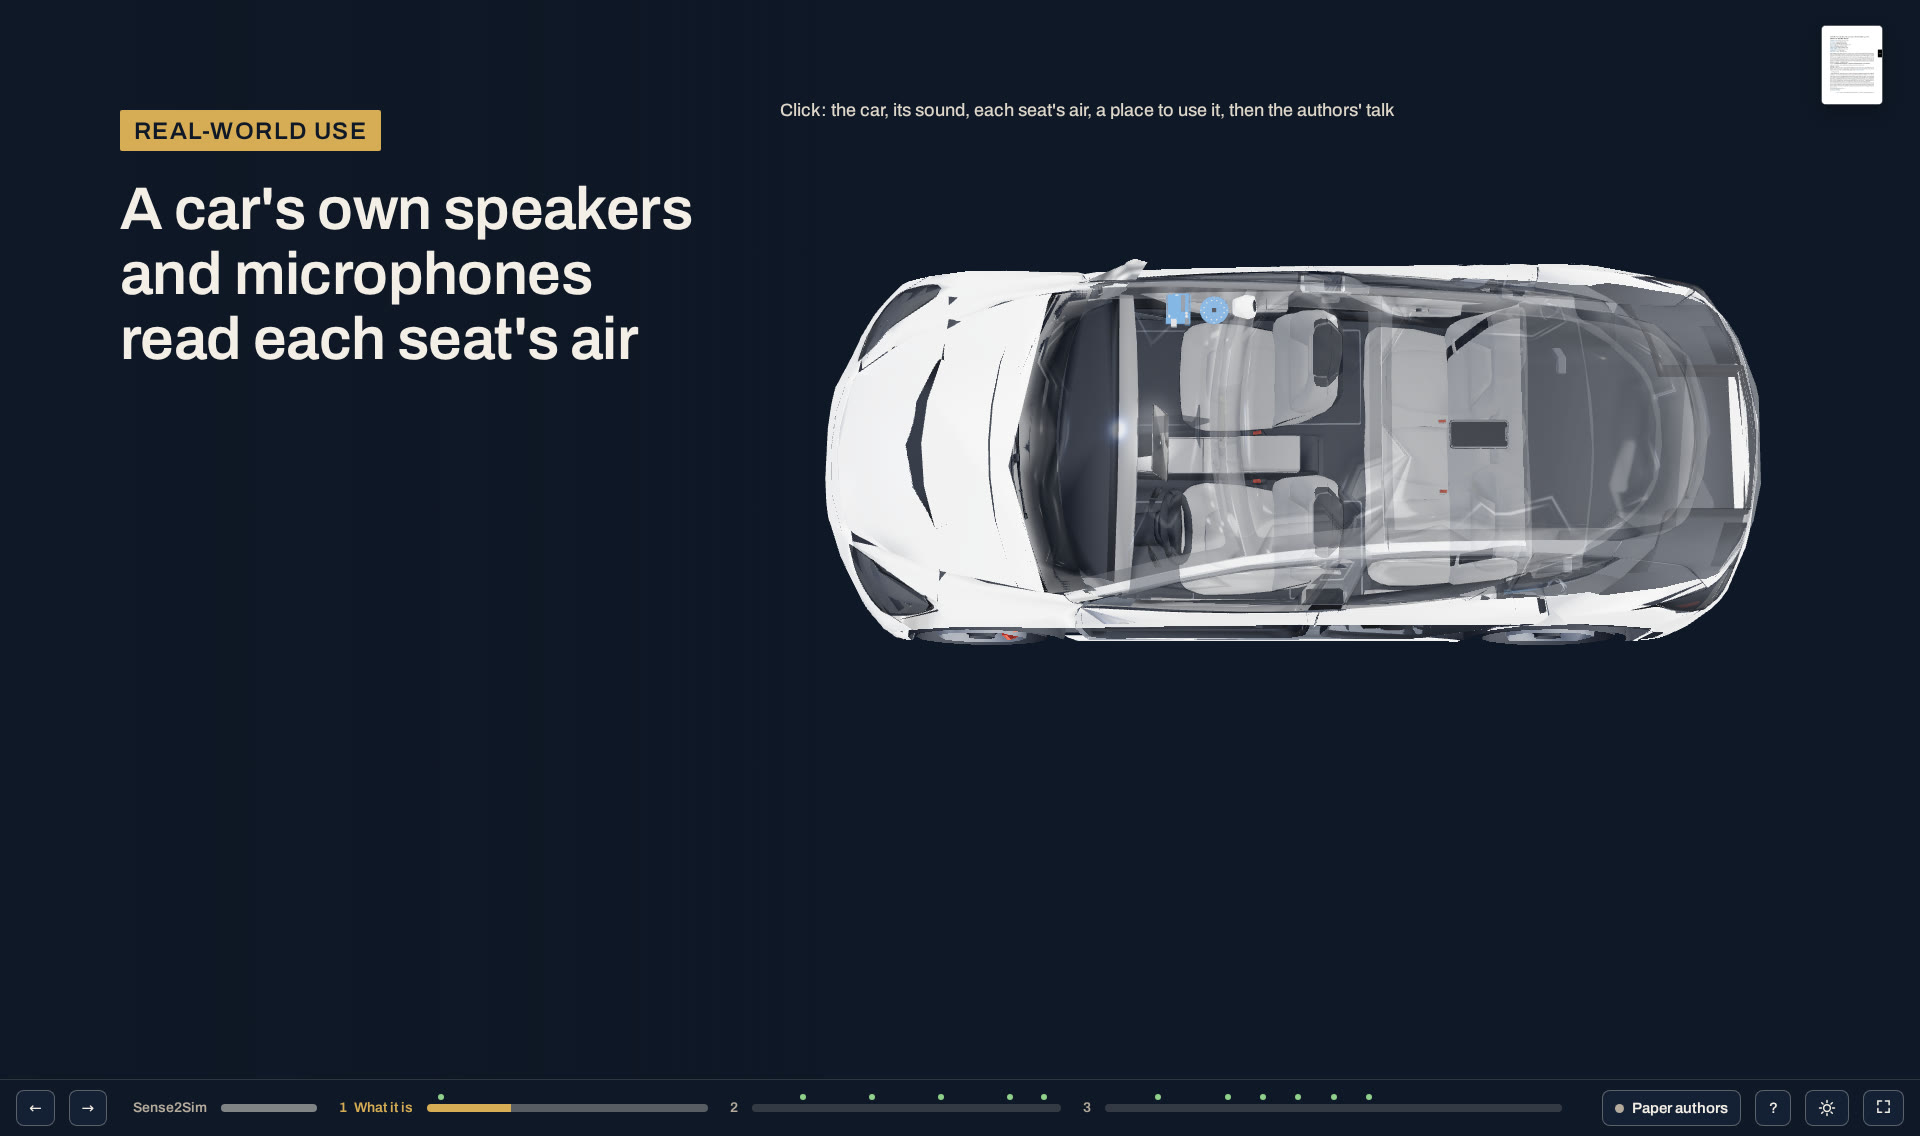 REAL-WORLD USE
A car's own speakers
and microphones
read each seat's air
Click: the car, its sound, each seat's air, a place to use it, then the authors' talk
← → Sense2Sim 1 What it is 2 3 Paper authors ?